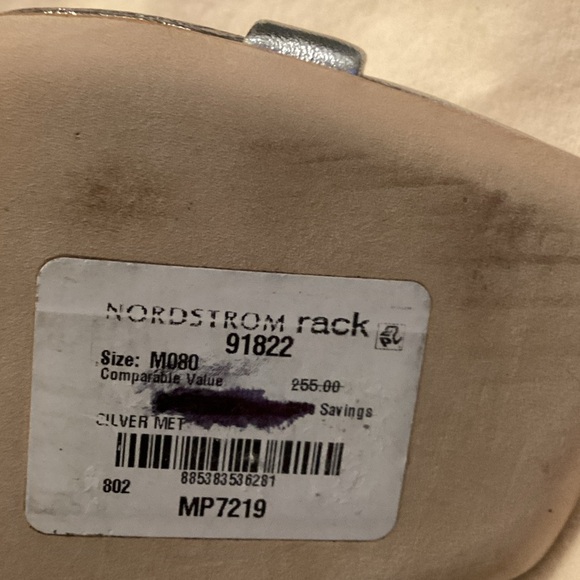 NORDSTROM rack
91822
Size: M080
Comparable Value 255.00
Savings
SILVER MET
885383536281
802
MP7219